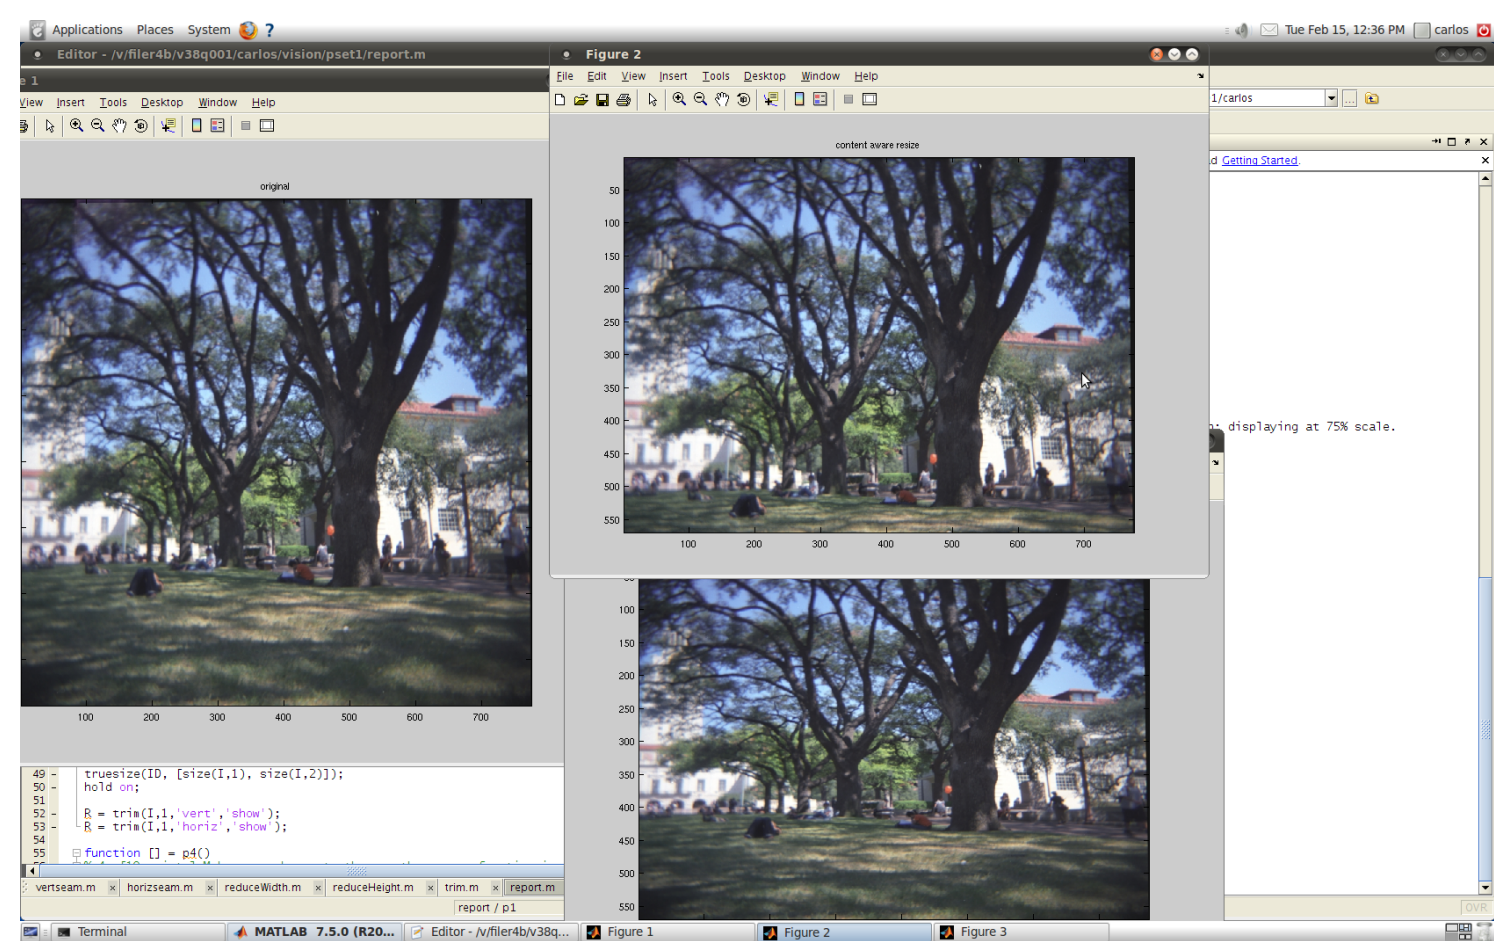 Applications Places System ?
Tue Feb 15, 12:36 PM carlos
Editor - /v/filer4b/v38q001/carlos/vision/pset1/report.m
Figure 2
e 1
File Edit View Insert Tools Desktop Window Help
View Insert Tools Desktop Window Help
1/carlos
d Getting Started.
content aware resize
original
50
100
150
200
250
300
350
400
450
500
550
100 200 300 400 500 600 700
100 200 300 400 500 600 700
: displaying at 75% scale.
100
150
200
250
300
350
400
450
500
550
49 - truesize(ID, [size(I,1), size(I,2)]);
50 - hold on;
51
52 - R = trim(I,1,'vert','show');
53 - R = trim(I,1,'horiz','show');
54
55 function [] = p4()
vertseam.m × horizseam.m × reduceWidth.m × reduceHeight.m × trim.m × report.m
report / p1
OVR
Terminal
MATLAB 7.5.0 (R20...
Editor - /v/filer4b/v38q...
Figure 1
Figure 2
Figure 3